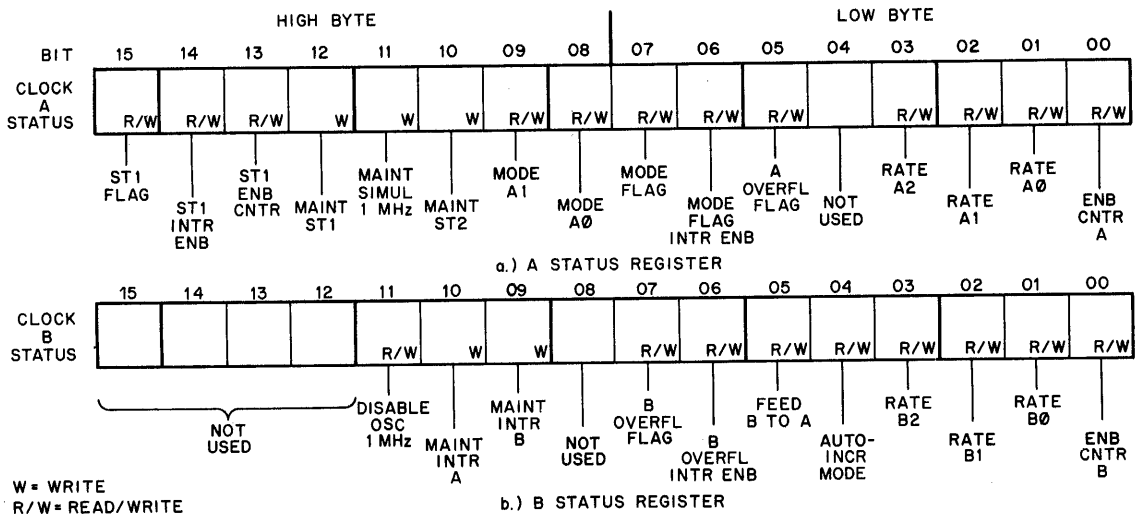 HIGH BYTE LOW BYTE
BIT 15 14 13 12 11 10 09 08 07 06 05 04 03 02 01 00
CLOCK
A
STATUS
R/W R/W R/W W W W R/W R/W R/W R/W R/W R/W R/W R/W R/W
ST1
FLAG
ST1
INTR
ENB
ST1
ENB
CNTR
MAINT
ST1
MAINT
SIMUL
1 MHz
MAINT
ST2
MODE
A1
MODE
A0
MODE
FLAG
MODE
FLAG
INTR ENB
A
OVERFL
FLAG
NOT
USED
RATE
A2
RATE
A1
RATE
A0
ENB
CNTR
A
a.) A STATUS REGISTER
15 14 13 12 11 10 09 08 07 06 05 04 03 02 01 00
CLOCK
B
STATUS
R/W W W R/W R/W R/W R/W R/W R/W R/W R/W
NOT
USED
DISABLE
OSC
1 MHz
MAINT
INTR
A
MAINT
INTR
B
NOT
USED
B
OVERFL
FLAG
B
OVERFL
INTR ENB
FEED
B TO A
AUTO-
INCR
MODE
RATE
B2
RATE
B1
RATE
B0
ENB
CNTR
B
W = WRITE
R/W = READ/WRITE
b.) B STATUS REGISTER